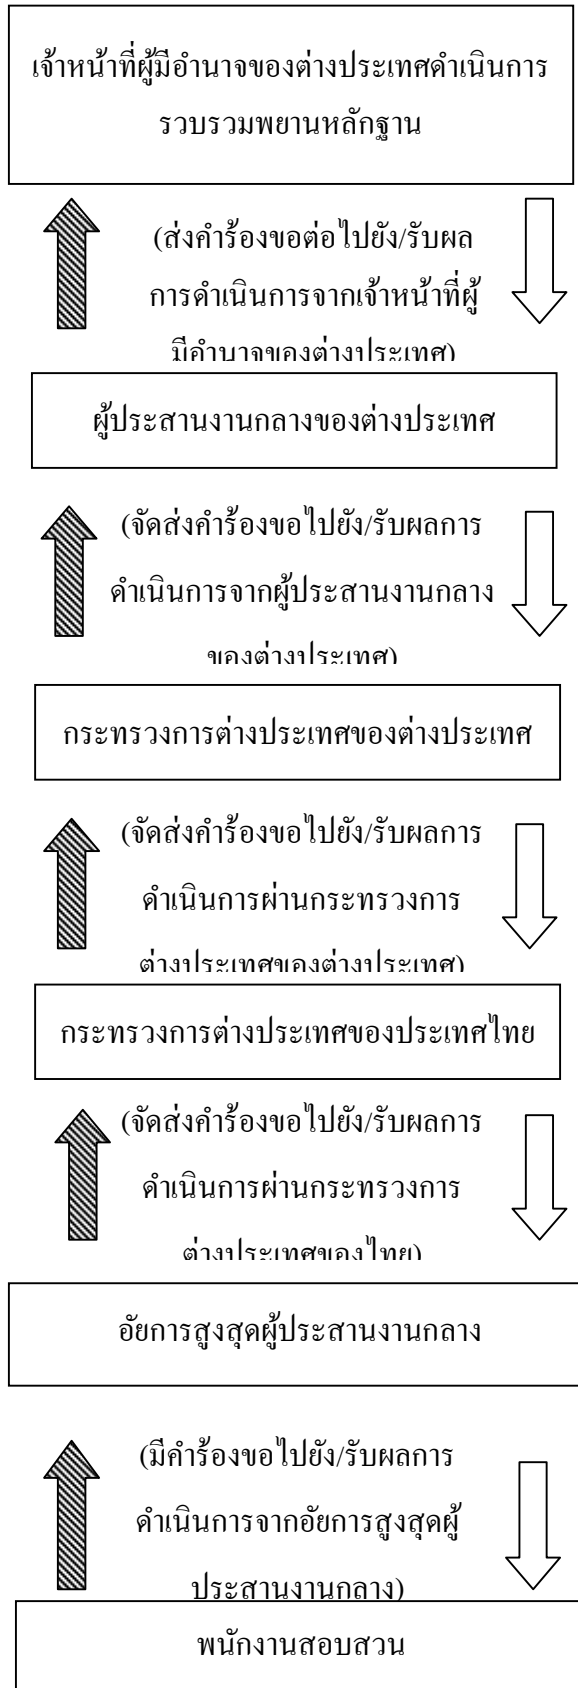 เจ้าหน้าที่ผู้มีอำนาจของต่างประเทศดำเนินการ
รวบรวมพยานหลักฐาน
(ส่งคำร้องขอต่อไปยัง/รับผล
การดำเนินการจากเจ้าหน้าที่ผู้
มีอำนาจของต่างประเทศ)
ผู้ประสานงานกลางของต่างประเทศ
(จัดส่งคำร้องขอไปยัง/รับผลการ
ดำเนินการจากผู้ประสานงานกลาง
ของต่างประเทศ)
กระทรวงการต่างประเทศของต่างประเทศ
(จัดส่งคำร้องขอไปยัง/รับผลการ
ดำเนินการผ่านกระทรวงการ
ต่างประเทศของต่างประเทศ)
กระทรวงการต่างประเทศของประเทศไทย
(จัดส่งคำร้องขอไปยัง/รับผลการ
ดำเนินการผ่านกระทรวงการ
ต่างประเทศของไทย)
อัยการสูงสุดผู้ประสานงานกลาง
(มีคำร้องขอไปยัง/รับผลการ
ดำเนินการจากอัยการสูงสุดผู้
ประสานงานกลาง)
พนักงานสอบสวน